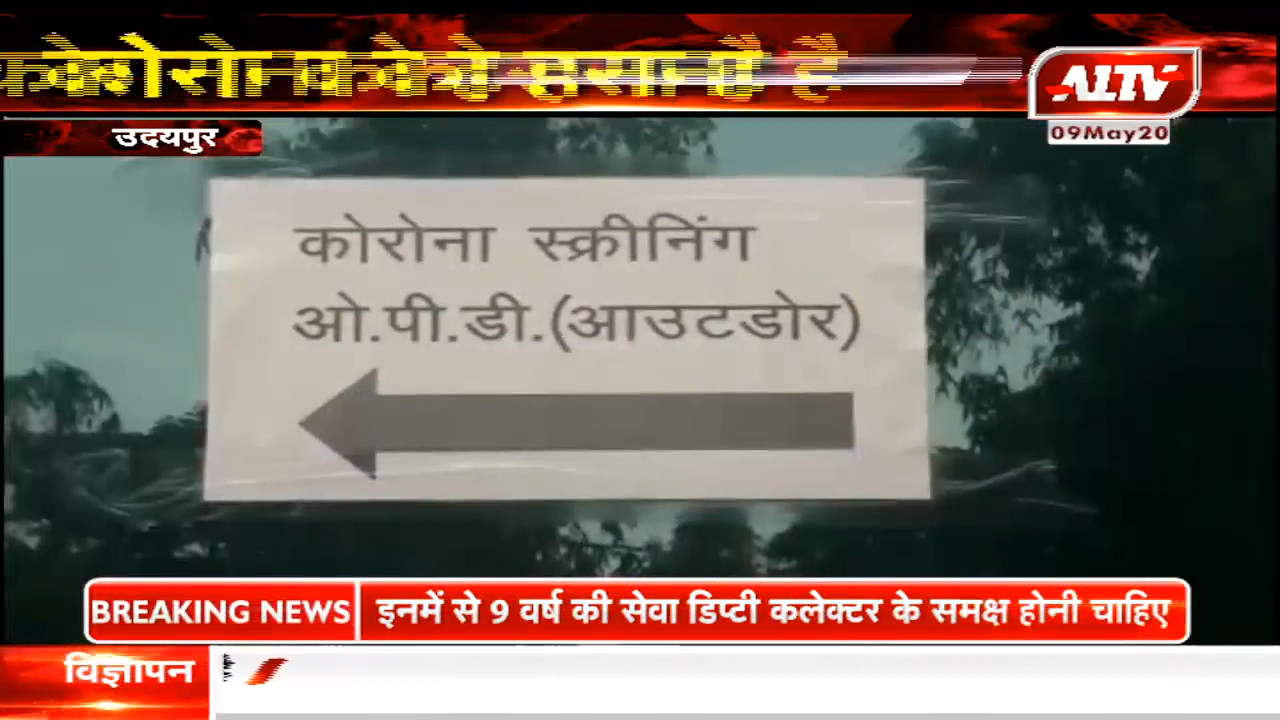 ALTV
09May20
उदयपुर
कोरोना स्क्रीनिंग
ओ.पी.डी.(आउटडोर)
BREAKING NEWS
इनमें से 9 वर्ष की सेवा डिप्टी कलेक्टर के समक्ष होनी चाहिए
विज्ञापन